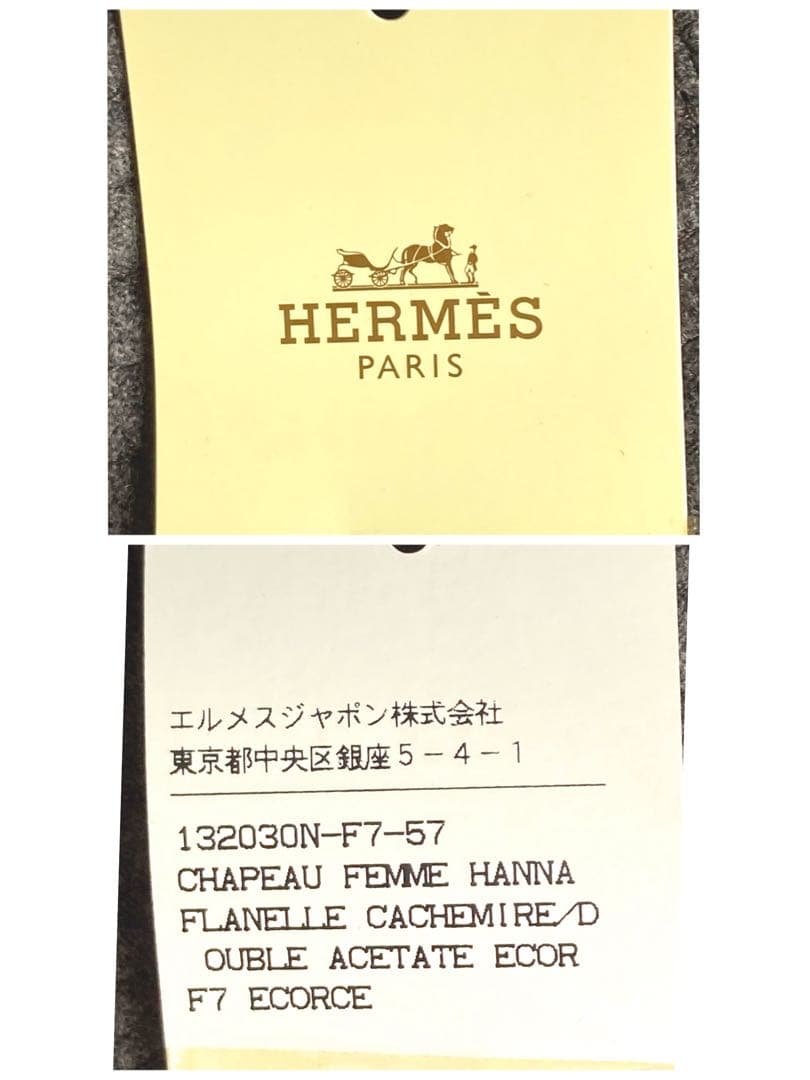 HERMÈS
PARIS
エルメスジャポン株式会社
東京都中央区銀座5-4-1
132030N-F7-57
CHAPEAU FEMME HANNA
FLANELLE CACHEMIRE/D
OUBLE ACETATE ECOR
F7 ECORCE